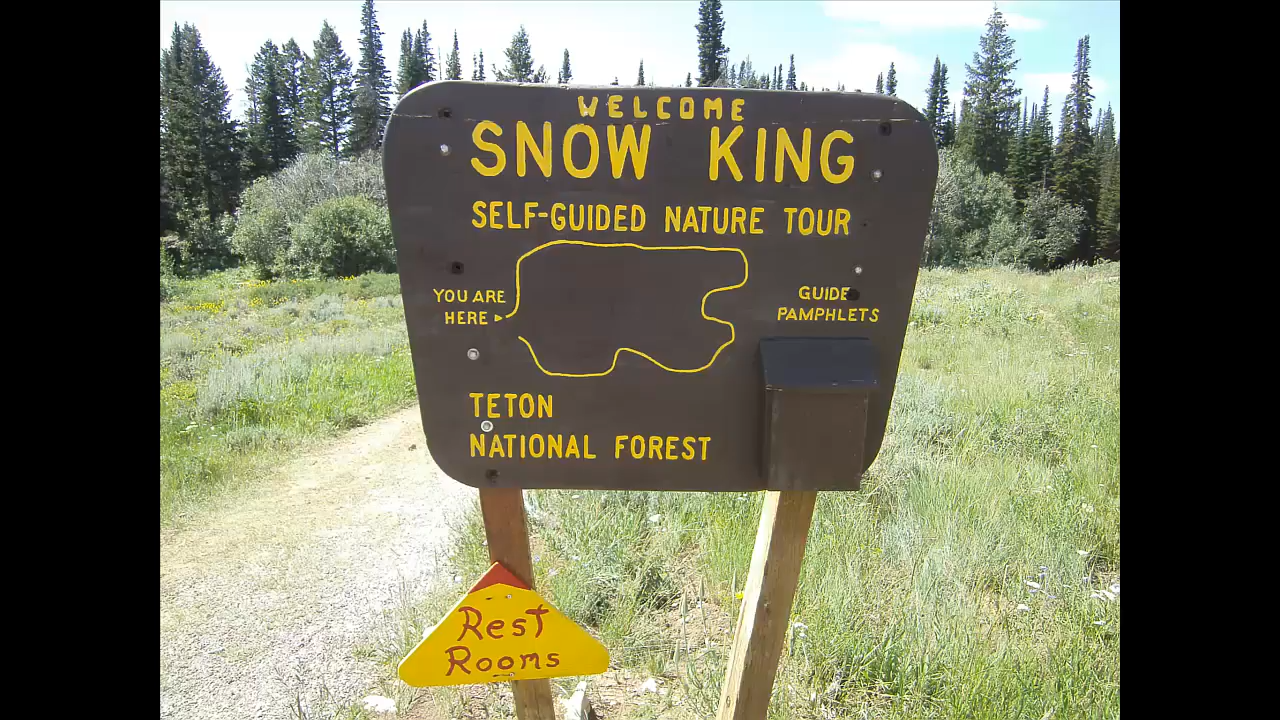 WELCOME
SNOW KING
SELF-GUIDED NATURE TOUR
YOU ARE
HERE
GUIDE
PAMPHLETS
TETON
NATIONAL FOREST
Rest
Rooms